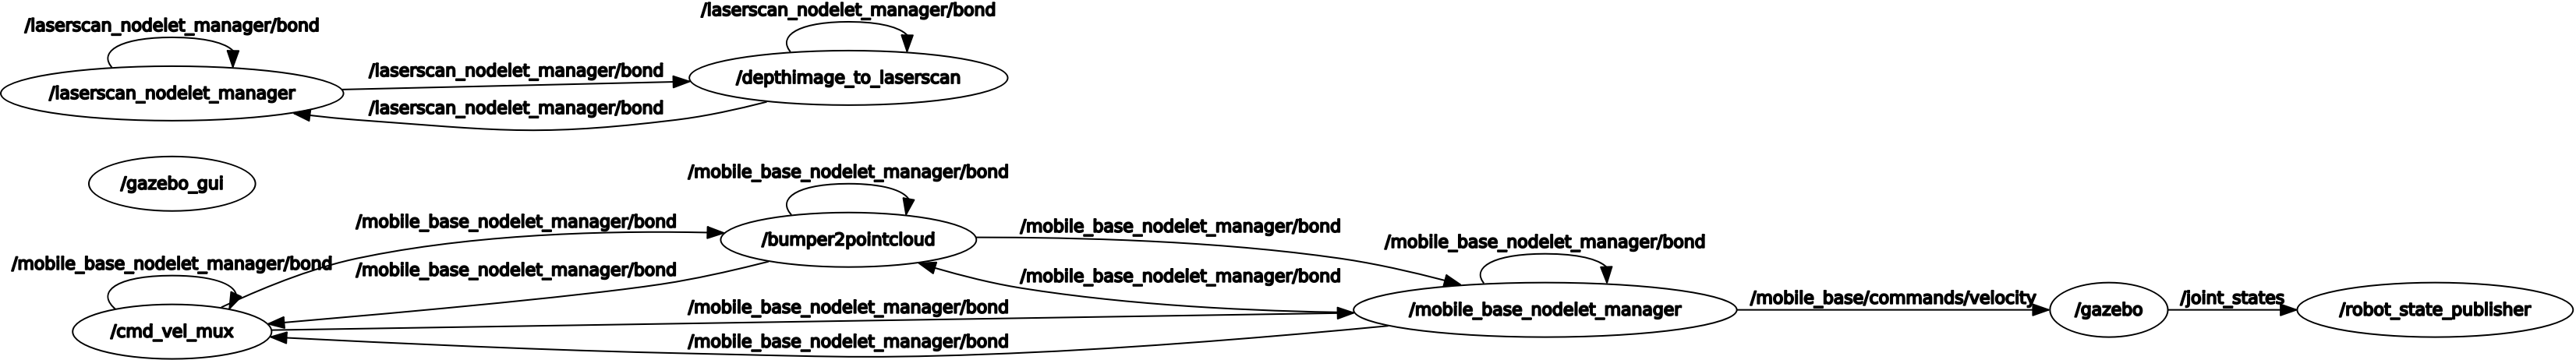 /laserscan_nodelet_manager/bond
/laserscan_nodelet_manager/bond
/laserscan_nodelet_manager/bond
/depthimage_to_laserscan
/laserscan_nodelet_manager
/laserscan_nodelet_manager/bond
/mobile_base_nodelet_manager/bond
/gazebo_gui
/mobile_base_nodelet_manager/bond
/mobile_base_nodelet_manager/bond
/bumper2pointcloud
/mobile_base_nodelet_manager/bond
/mobile_base_nodelet_manager/bond
/mobile_base_nodelet_manager/bond
/mobile_base_nodelet_manager/bond
/mobile_base/commands/velocity
/joint_states
/mobile_base_nodelet_manager/bond
/mobile_base_nodelet_manager
/gazebo
/robot_state_publisher
/cmd_vel_mux
/mobile_base_nodelet_manager/bond